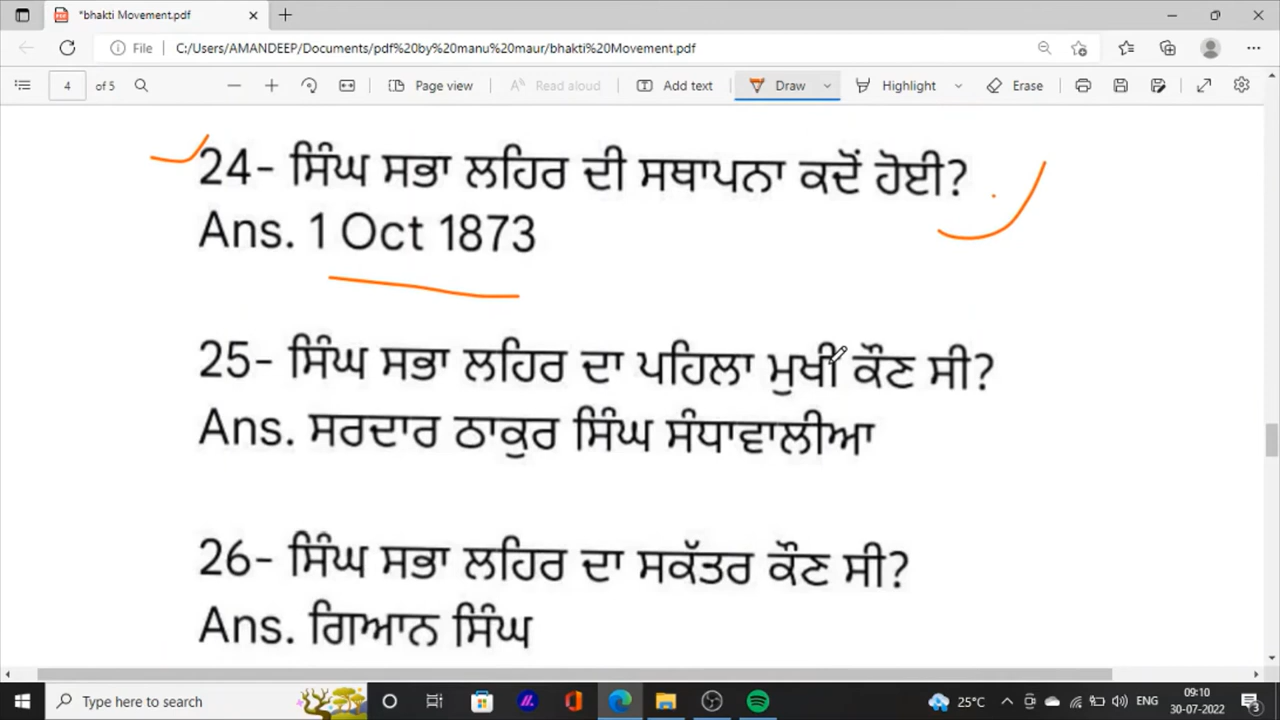 *bhakti Movement.pdf
File
C:/Users/AMANDEEP/Documents/pdf%20by%20manu%20maur/bhakti%20Movement.pdf
4 of 5
Page view
Read aloud
Add text
Draw
Highlight
Erase
24- ਸਿੰਘ ਸਭਾ ਲਹਿਰ ਦੀ ਸਥਾਪਨਾ ਕਦੋਂ ਹੋਈ?
Ans. 1 Oct 1873
25- ਸਿੰਘ ਸਭਾ ਲਹਿਰ ਦਾ ਪਹਿਲਾ ਮੁਖੀ ਕੌਣ ਸੀ?
Ans. ਸਰਦਾਰ ਠਾਕੁਰ ਸਿੰਘ ਸੰਧਾਵਾਲੀਆ
26- ਸਿੰਘ ਸਭਾ ਲਹਿਰ ਦਾ ਸਕੱਤਰ ਕੌਣ ਸੀ?
Ans. ਗਿਆਨ ਸਿੰਘ
Type here to search
25°C
ENG
09:10
30-07-2022
3